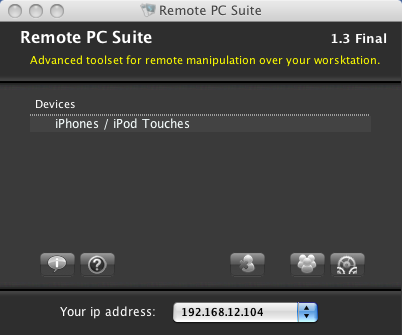 Remote PC Suite
Remote PC Suite
1.3 Final
Advanced toolset for remote manipulation over your worsktation.
Devices
iPhones / iPod Touches
Your ip address:
192.168.12.104